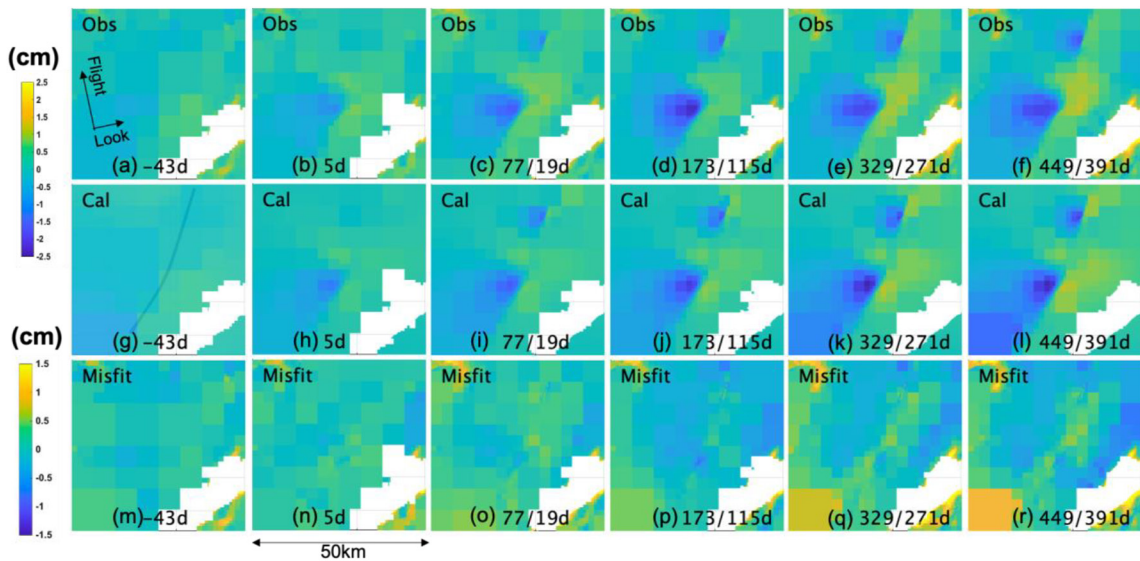 Obs Obs Obs Obs Obs Obs
(cm)
Flight
Look
2.5
2
1.5
1
0.5
0
-0.5
-1
-1.5
-2
-2.5
(a) -43d (b) 5d (c) 77/19d (d) 173/115d (e) 329/271d (f) 449/391d
Cal Cal Cal Cal Cal Cal
(g) -43d (h) 5d (i) 77/19d (j) 173/115d (k) 329/271d (l) 449/391d
(cm)
1.5
1
0.5
0
-0.5
-1
-1.5
Misfit Misfit Misfit Misfit Misfit Misfit
(m) -43d (n) 5d (o) 77/19d (p) 173/115d (q) 329/271d (r) 449/391d
50km